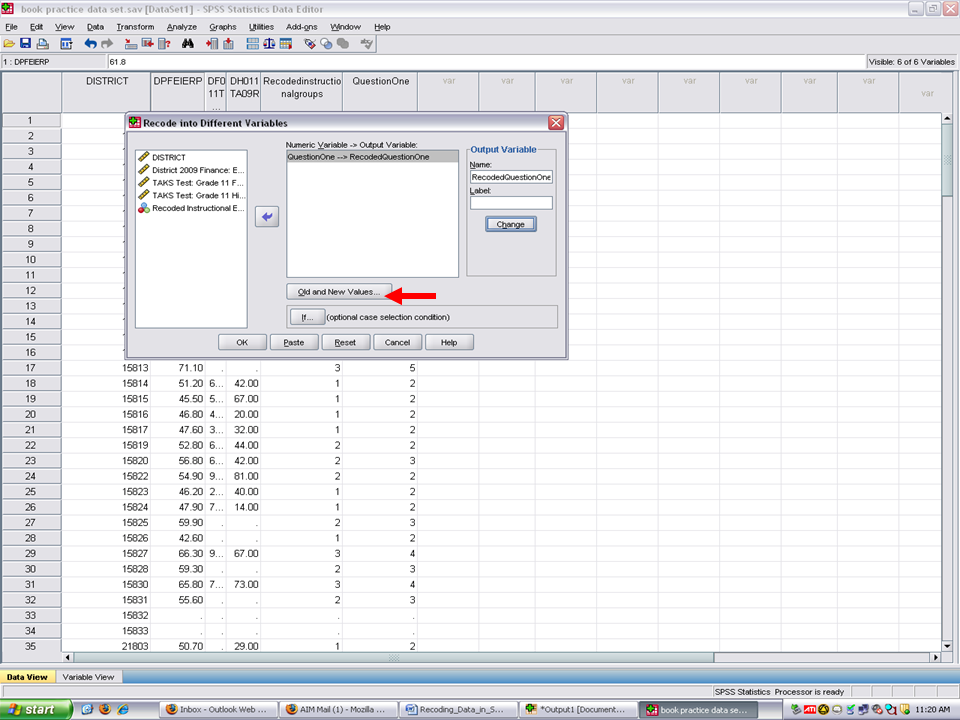 book practice data set.sav [DataSet1] - SPSS Statistics Data Editor
File Edit View Data Transform Analyze Graphs Utilities Add-ons Window Help
1 : DPFEIERP 61.8 Visible: 6 of 6 Variables
DISTRICT DPFEIERP DF011T... DH011TA09R Recodedinstructionalgroups QuestionOne var var var var var var var var var
1
2
3
4
5
6
7
8
9
10
11
12
13
14
15
16
Recode into Different Variables
DISTRICT
District 2009 Finance: E...
TAKS Test: Grade 11 F...
TAKS Test: Grade 11 Hi...
Recoded Instructional E...
Numeric Variable -> Output Variable:
QuestionOne --> RecodedQuestionOne
Output Variable
Name:
RecodedQuestionOne
Label:
Change
Old and New Values...
If... (optional case selection condition)
OK Paste Reset Cancel Help
17 15813 71.10 . . 3 5
18 15814 51.20 6... 42.00 1 2
19 15815 45.50 5... 67.00 1 2
20 15816 46.80 4... 20.00 1 2
21 15817 47.60 3... 32.00 1 2
22 15819 52.80 6... 44.00 2 2
23 15820 56.80 6... 42.00 2 3
24 15822 54.90 9... 81.00 2 2
25 15823 46.20 2... 40.00 1 2
26 15824 47.90 7... 14.00 1 2
27 15825 59.90 . . 2 3
28 15826 42.60 . . 1 2
29 15827 66.30 9... 67.00 3 4
30 15828 59.30 . . 2 3
31 15830 65.80 7... 73.00 3 4
32 15831 55.60 . . 2 3
33 15832 . . . . .
34 15833 . . . . .
35 21803 50.70 . 29.00 1 2
Data View Variable View
SPSS Statistics Processor is ready
start Inbox - Outlook Web ... AIM Mail (1) - Mozilla ... Recoding_Data_in_S... *Output1 [Document... book practice data se... ATI 11:20 AM